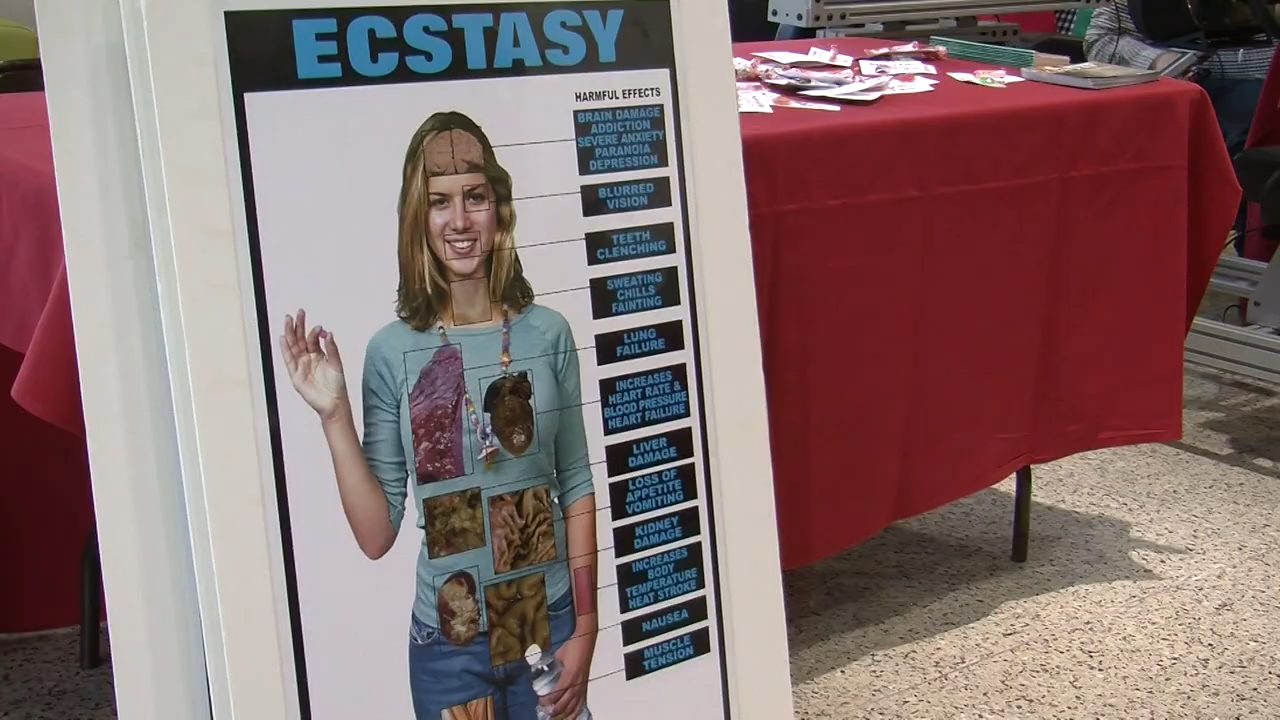 ECSTASY
HARMFUL EFFECTS
BRAIN DAMAGE
ADDICTION
SEVERE ANXIETY
PARANOIA
DEPRESSION
BLURRED
VISION
TEETH
CLENCHING
SWEATING
CHILLS
FAINTING
LUNG
FAILURE
INCREASES
HEART RATE &
BLOOD PRESSURE
HEART FAILURE
LIVER
DAMAGE
LOSS OF
APPETITE
VOMITING
KIDNEY
DAMAGE
INCREASES
BODY
TEMPERATURE
HEAT STROKE
NAUSEA
MUSCLE
TENSION